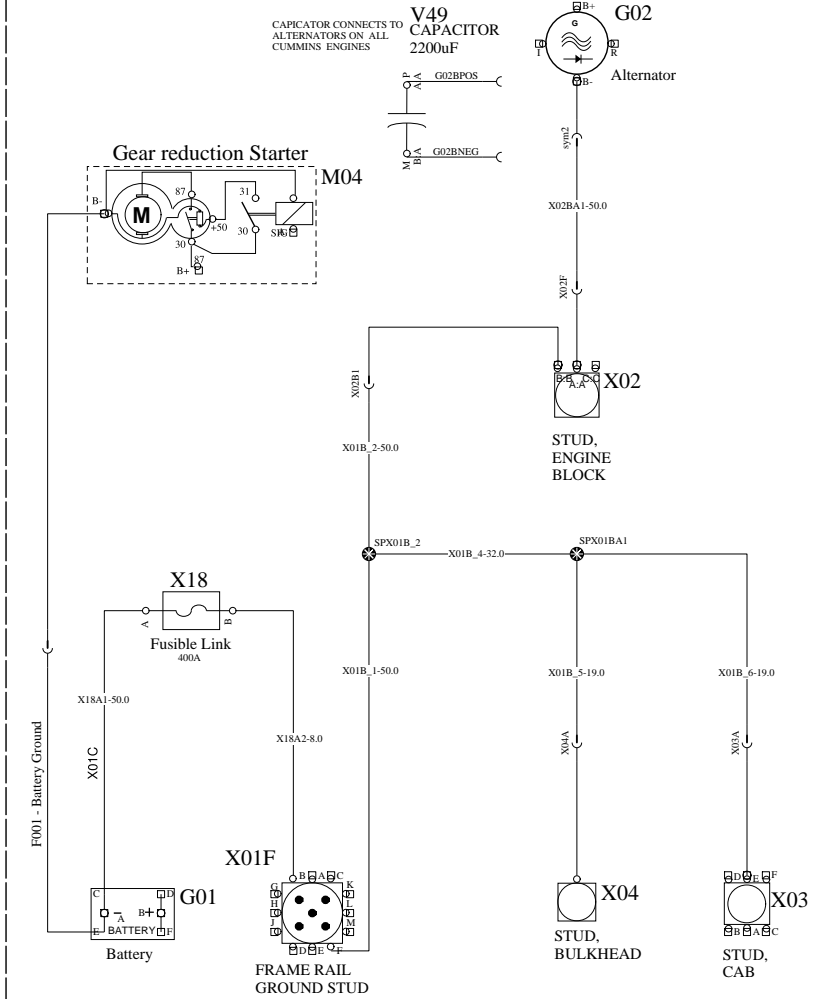 CAPICATOR CONNECTS TO
ALTERNATORS ON ALL
CUMMINS ENGINES
V49
CAPACITOR
2200uF
P
A
A
G02BPOS
M
B:A
G02BNEG
G02
B+
G
I
R
B-
Alternator
sym2
X02BA1-50.0
X02F
Gear reduction Starter
M04
B-
M
87
31
+50
30
30
SIG
B+
87
X02B1
B:B
C:C
A:A
X02
STUD,
ENGINE
BLOCK
X01B_2-50.0
SPX01B_2
X01B_4-32.0
SPX01BA1
X18
A
B
Fusible Link
400A
X01B_1-50.0
X01B_5-19.0
X01B_6-19.0
X18A1-50.0
X18A2-8.0
X04A
X03A
X01C
F001 - Battery Ground
G01
C
D
A
-
B+
BATTERY
E
F
Battery
X01F
B
A
C
G
H
J
K
L
M
D
E
F
FRAME RAIL
GROUND STUD
X04
STUD,
BULKHEAD
X03
D
E
F
B
A
C
STUD,
CAB